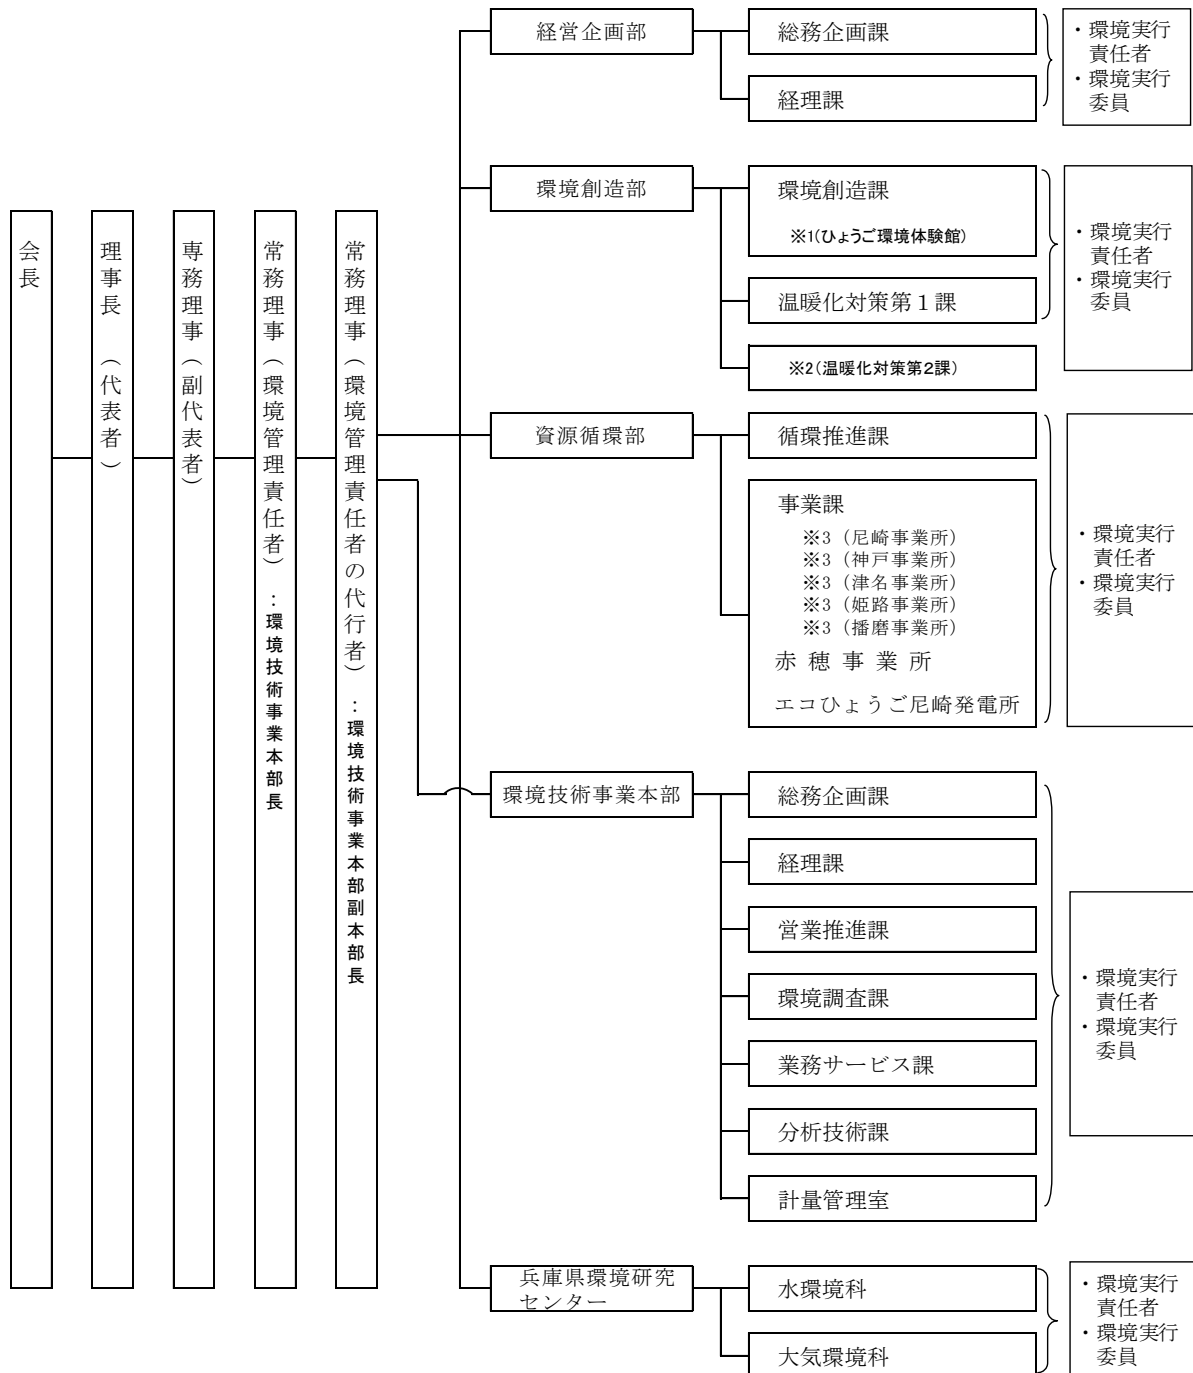 会長
理事長　（代表者）
専務理事（副代表者）
常務理事（環境管理責任者）：環境技術事業本部長
常務理事（環境管理責任者の代行者）：環境技術事業本部副本部長
経営企画部
総務企画課
経理課
・環境実行
責任者
・環境実行
委員
環境創造部
環境創造課
※1(ひょうご環境体験館)
温暖化対策第１課
※2(温暖化対策第2課)
・環境実行
責任者
・環境実行
委員
資源循環部
循環推進課
事業課
※3（尼崎事業所）
※3（神戸事業所）
※3（津名事業所）
※3（姫路事業所）
※3（播磨事業所）
赤穂事業所
エコひょうご尼崎発電所
・環境実行
責任者
・環境実行
委員
環境技術事業本部
総務企画課
経理課
営業推進課
環境調査課
業務サービス課
分析技術課
計量管理室
・環境実行
責任者
・環境実行
委員
兵庫県環境研究
センター
水環境科
大気環境科
・環境実行
責任者
・環境実行
委員